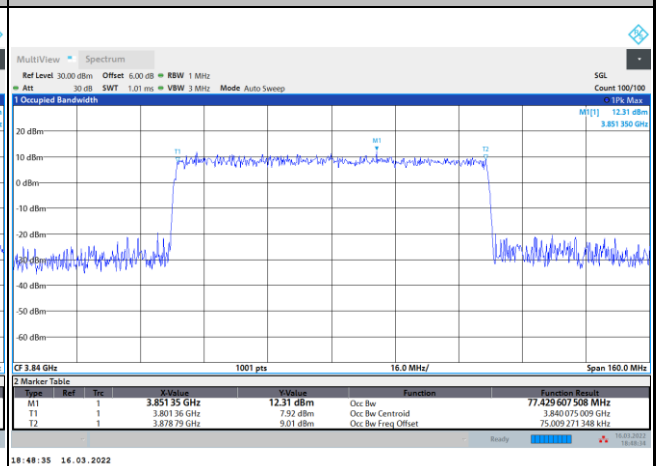 MultiView Spectrum
Ref Level 30.00 dBm Offset 6.00 dB RBW 1 MHz SGL
Att 30 dB SWT 1.01 ms VBW 3 MHz Mode Auto Sweep Count 100/100
1 Occupied Bandwidth 1Pk Max
M1[1] 12.31 dBm
3.851 350 GHz
20 dBm
M1
T1 T2
10 dBm
0 dBm
-10 dBm
-20 dBm
-40 dBm
-50 dBm
-60 dBm
CF 3.84 GHz 1001 pts 16.0 MHz/ Span 160.0 MHz
2 Marker Table
Type Ref Trc X-Value Y-Value Function Function Result
M1 1 3.851 35 GHz 12.31 dBm Occ Bw 77.429 607 508 MHz
T1 1 3.801 36 GHz 7.92 dBm Occ Bw Centroid 3.840 075 009 GHz
T2 1 3.878 79 GHz 9.01 dBm Occ Bw Freq Offset 75.009 271 348 kHz
Ready 16.03.2022
18:48:34
18:48:35 16.03.2022